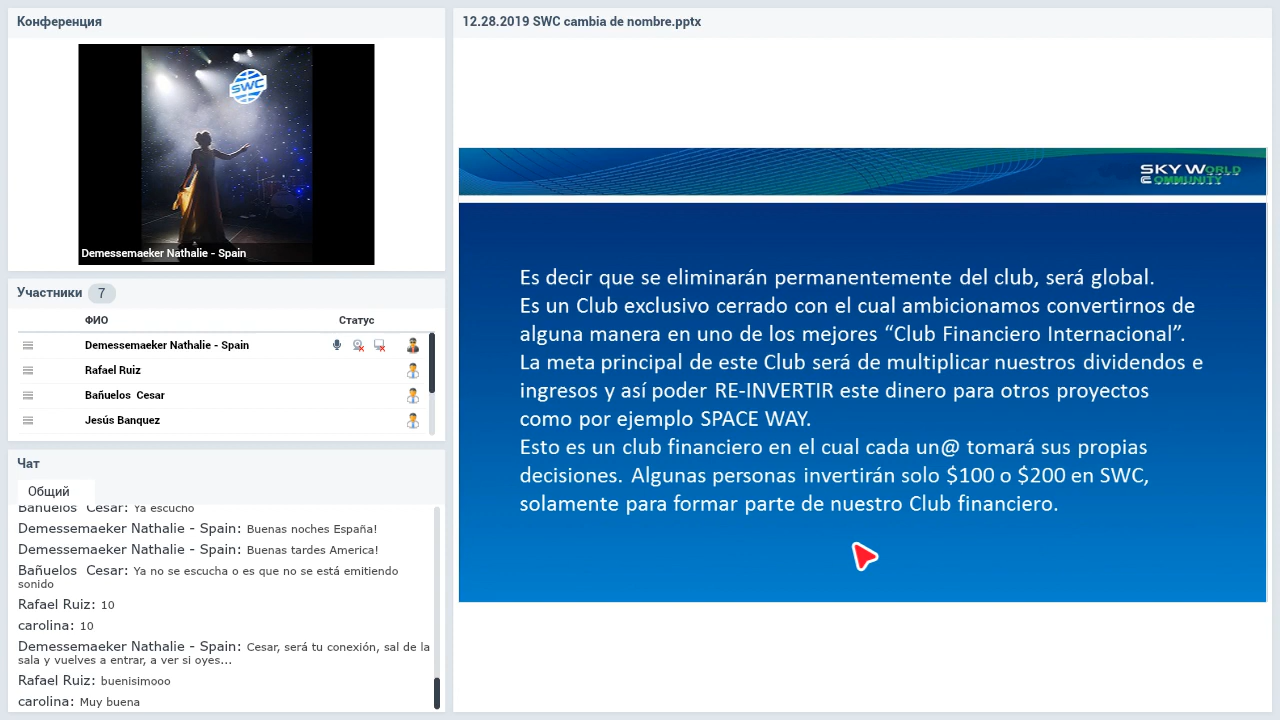 Конференция
SWC
Demessemaeker Nathalie - Spain
Участники 7
ФИО Статус
Demessemaeker Nathalie - Spain
Rafael Ruiz
Bañuelos Cesar
Jesús Banquez
Чат
Общий
Bañuelos Cesar: Ya escucho
Demessemaeker Nathalie - Spain: Buenas noches España!
Demessemaeker Nathalie - Spain: Buenas tardes America!
Bañuelos Cesar: Ya no se escucha o es que no se está emitiendo
sonido
Rafael Ruiz: 10
carolina: 10
Demessemaeker Nathalie - Spain: Cesar, será tu conexión, sal de la
sala y vuelves a entrar, a ver si oyes...
Rafael Ruiz: buenisimooo
carolina: Muy buena
12.28.2019 SWC cambia de nombre.pptx
SKY WORLD
COMMUNITY
Es decir que se eliminarán permanentemente del club, será global.
Es un Club exclusivo cerrado con el cual ambicionamos convertirnos de
alguna manera en uno de los mejores “Club Financiero Internacional”.
La meta principal de este Club será de multiplicar nuestros dividendos e
ingresos y así poder RE-INVERTIR este dinero para otros proyectos
como por ejemplo SPACE WAY.
Esto es un club financiero en el cual cada un@ tomará sus propias
decisiones. Algunas personas invertirán solo $100 o $200 en SWC,
solamente para formar parte de nuestro Club financiero.